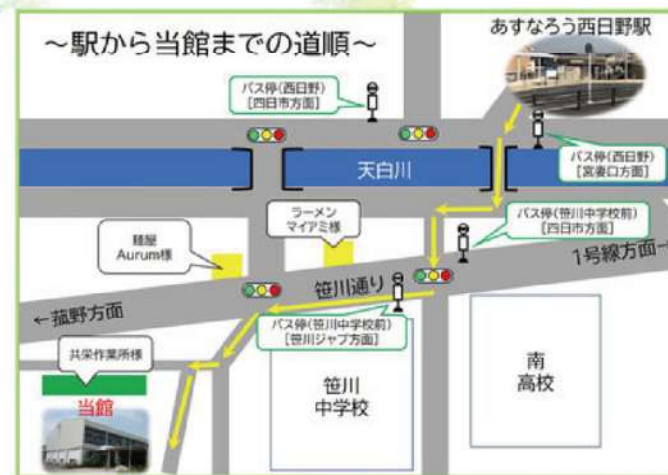 ～駅から当館までの道順～
あすなろう西日野駅
バス停(西日野)
[四日市方面]
バス停(西日野)
[宮妻口方面]
天白川
ラーメン
マイアミ様
麺屋
Aurum様
バス停(笹川中学校前)
[四日市方面]
1号線方面→
笹川通り
←菰野方面
バス停(笹川中学校前)
[笹川ジャブ方面]
共栄作業所様
当館
笹川
中学校
南
高校